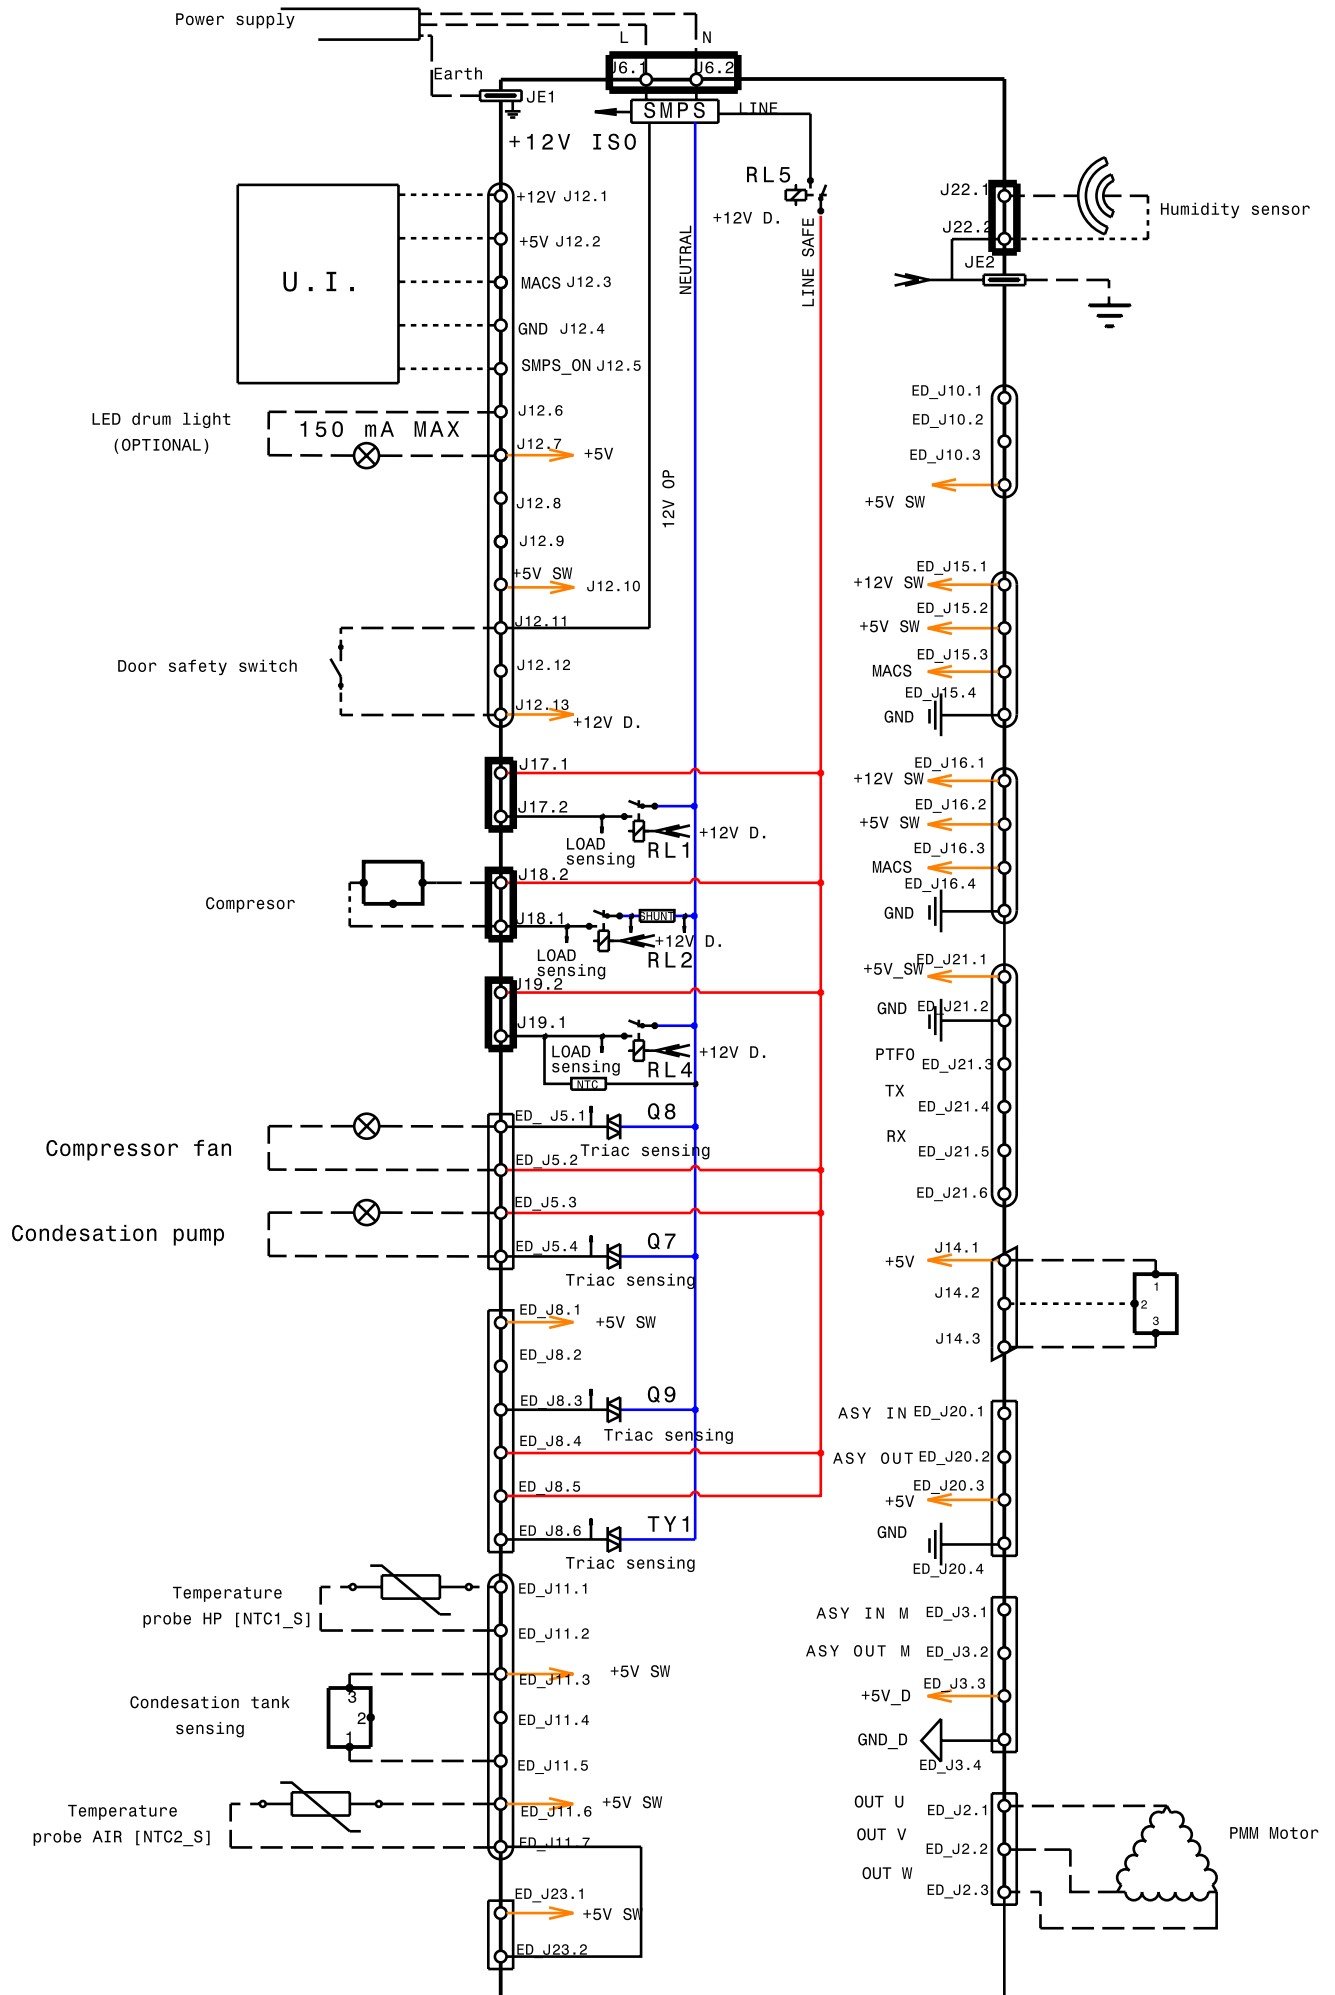 Power supply
L
N
J6.1
J6.2
Earth
JE1
SMPS
LINE
+12V ISO
RL5
+12V D.
NEUTRAL
LINE SAFE
12V OP
U.I.
+12V J12.1
+5V J12.2
MACS J12.3
GND J12.4
SMPS_ON J12.5
LED drum light
(OPTIONAL)
150 mA MAX
J12.6
J12.7
+5V
J12.8
J12.9
+5V SW
J12.10
J12.11
Door safety switch
J12.12
J12.13
+12V D.
J17.1
J17.2
LOAD
sensing
RL1
+12V D.
Compresor
J18.2
J18.1
SHUNT
+12V D.
LOAD
sensing
RL2
J19.2
J19.1
LOAD
sensing
RL4
+12V D.
NTC
Compressor fan
ED_ J5.1
Q8
Triac sensing
ED_J5.2
Condesation pump
ED_J5.3
ED_J5.4
Q7
Triac sensing
ED_J8.1
+5V SW
ED_J8.2
ED_J8.3
Q9
Triac sensing
ED_J8.4
ED_J8.5
ED_J8.6
TY1
Triac sensing
Temperature
probe HP [NTC1_S]
ED_J11.1
ED_J11.2
Condesation tank
sensing
3
2
1
+5V SW
ED_J11.3
ED_J11.4
ED_J11.5
Temperature
probe AIR [NTC2_S]
+5V SW
ED_J11.6
ED_J11.7
ED_J23.1
+5V SW
ED_J23.2
J22.1
J22.2
Humidity sensor
JE2
ED_J10.1
ED_J10.2
ED_J10.3
+5V SW
ED_J15.1
+12V SW
ED_J15.2
+5V SW
ED_J15.3
MACS
ED_J15.4
GND
ED_J16.1
+12V SW
ED_J16.2
+5V SW
ED_J16.3
MACS
ED_J16.4
GND
ED_J21.1
+5V_SW
GND ED_J21.2
PTFO
ED_J21.3
TX
ED_J21.4
RX
ED_J21.5
ED_J21.6
J14.1
+5V
J14.2
J14.3
1
2
3
ASY IN ED_J20.1
ASY OUT ED_J20.2
ED_J20.3
+5V
GND
ED_J20.4
ASY IN M ED_J3.1
ASY OUT M ED_J3.2
ED_J3.3
+5V_D
GND_D
ED_J3.4
OUT U
ED_J2.1
OUT V
ED_J2.2
OUT W
ED_J2.3
PMM Motor